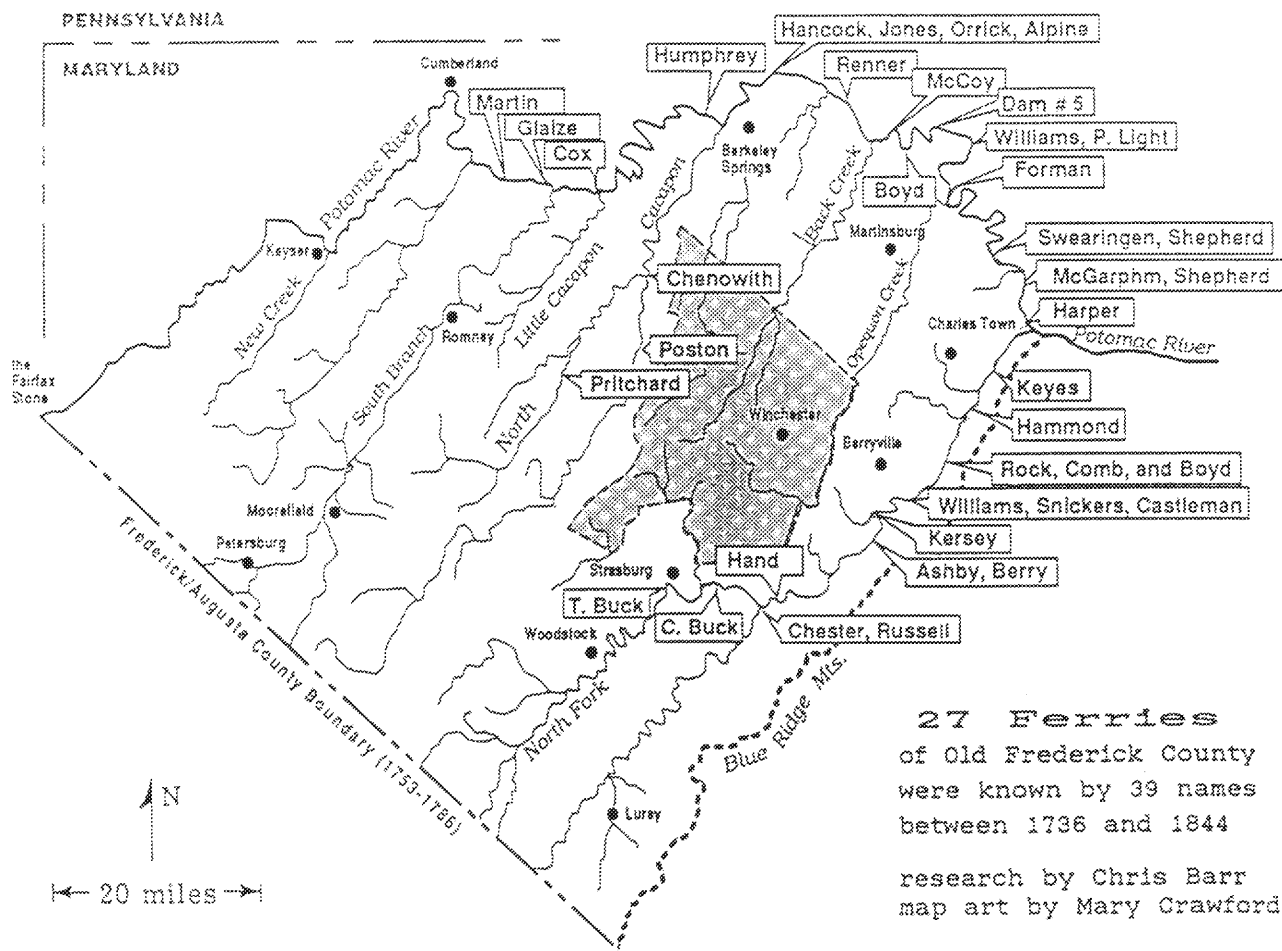 PENNSYLVANIA
MARYLAND
Hancock, Jones, Orrick, Alpine
Humphrey
Renner
Cumberland
McCoy
Martin
Dam # 5
Glaize
Williams, P. Light
Cox
Berkeley
Springs
Forman
Boyd
Potomac River
Cacapon
Back Creek
Martinsburg
Swearingen, Shepherd
Keyser
Chenowith
McGarphm, Shepherd
New Creek
Little Cacapon
Opequon Creek
Harper
Romney
Charles Town
Potomac River
Poston
the
Fairfax
Stone
South Branch
Pritchard
Keyes
North
Winchester
Hammond
Berryville
Rock, Comb, and Boyd
Moorefield
Williams, Snickers, Castleman
Kersey
Petersburg
Strasburg
Hand
Ashby, Berry
T. Buck
C. Buck
Chester, Russell
Woodstock
Frederick/Augusta County Boundary (1753-1786)
North Fork
Blue Ridge Mts.
Luray
N
20 miles
27 Ferries
of Old Frederick County
were known by 39 names
between 1736 and 1844
research by Chris Barr
map art by Mary Crawford